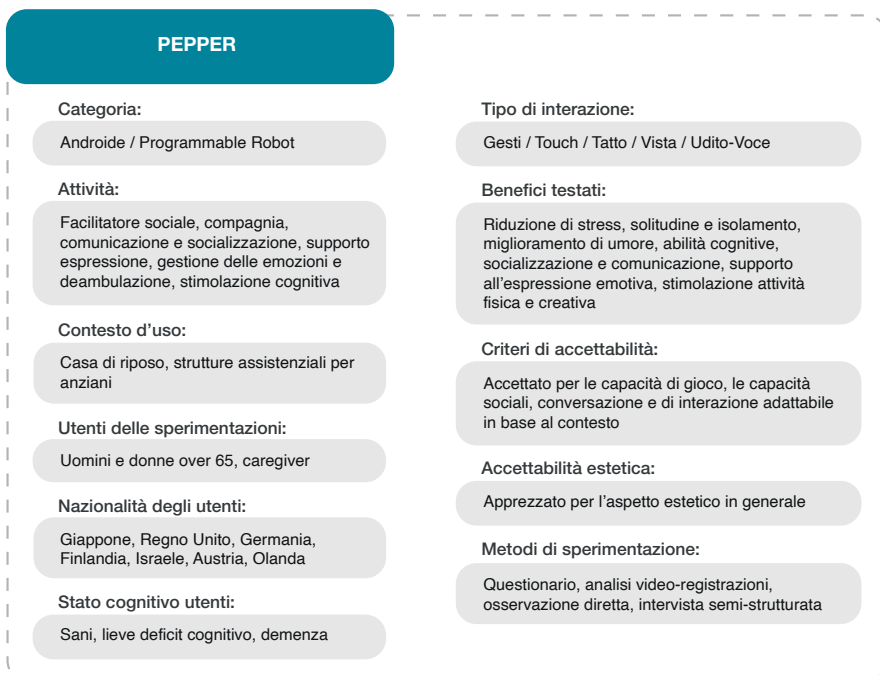 PEPPER
Categoria:
Androide / Programmable Robot
Attività:
Facilitatore sociale, compagnia,
comunicazione e socializzazione, supporto
espressione, gestione delle emozioni e
deambulazione, stimolazione cognitiva
Contesto d'uso:
Casa di riposo, strutture assistenziali per
anziani
Utenti delle sperimentazioni:
Uomini e donne over 65, caregiver
Nazionalità degli utenti:
Giappone, Regno Unito, Germania,
Finlandia, Israele, Austria, Olanda
Stato cognitivo utenti:
Sani, lieve deficit cognitivo, demenza
Tipo di interazione:
Gesti / Touch / Tatto / Vista / Udito-Voce
Benefici testati:
Riduzione di stress, solitudine e isolamento,
miglioramento di umore, abilità cognitive,
socializzazione e comunicazione, supporto
all'espressione emotiva, stimolazione attività
fisica e creativa
Criteri di accettabilità:
Accettato per le capacità di gioco, le capacità
sociali, conversazione e di interazione adattabile
in base al contesto
Accettabilità estetica:
Apprezzato per l'aspetto estetico in generale
Metodi di sperimentazione:
Questionario, analisi video-registrazioni,
osservazione diretta, intervista semi-strutturata